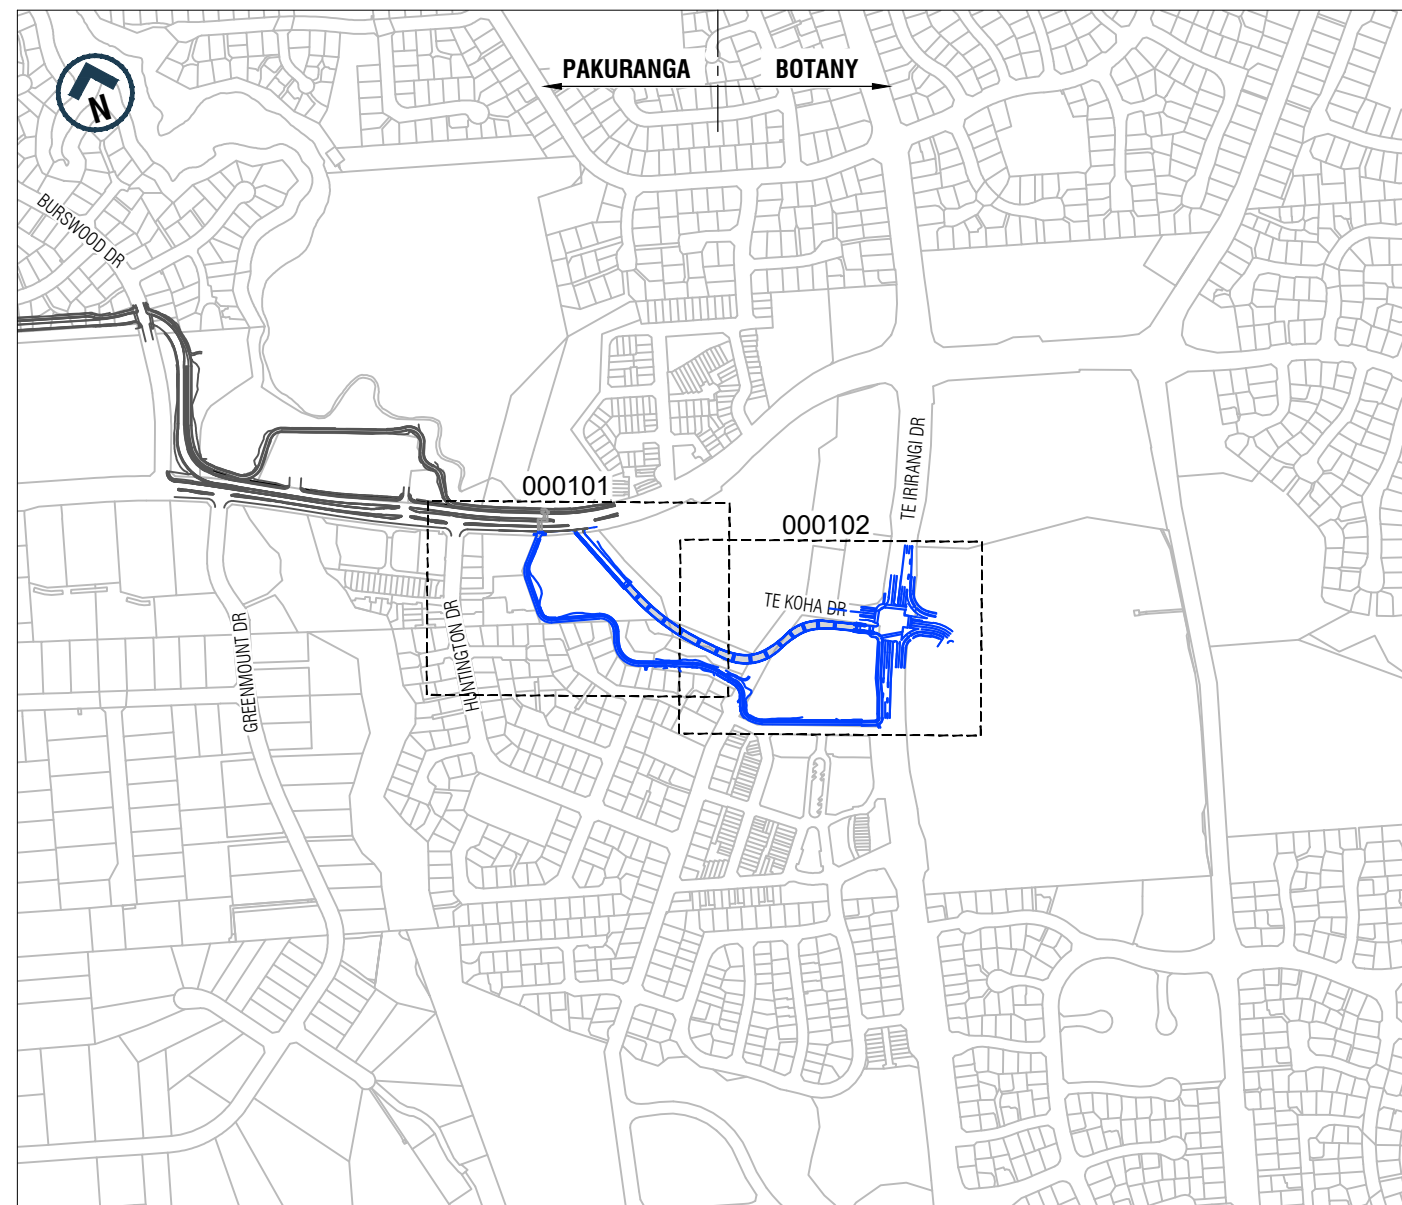 PAKURANGA
BOTANY
N
BURSWOOD DR
TE IRIRANGI DR
000101
000102
TE KOHA DR
HUNTINGTON DR
GREENMOUNT DR